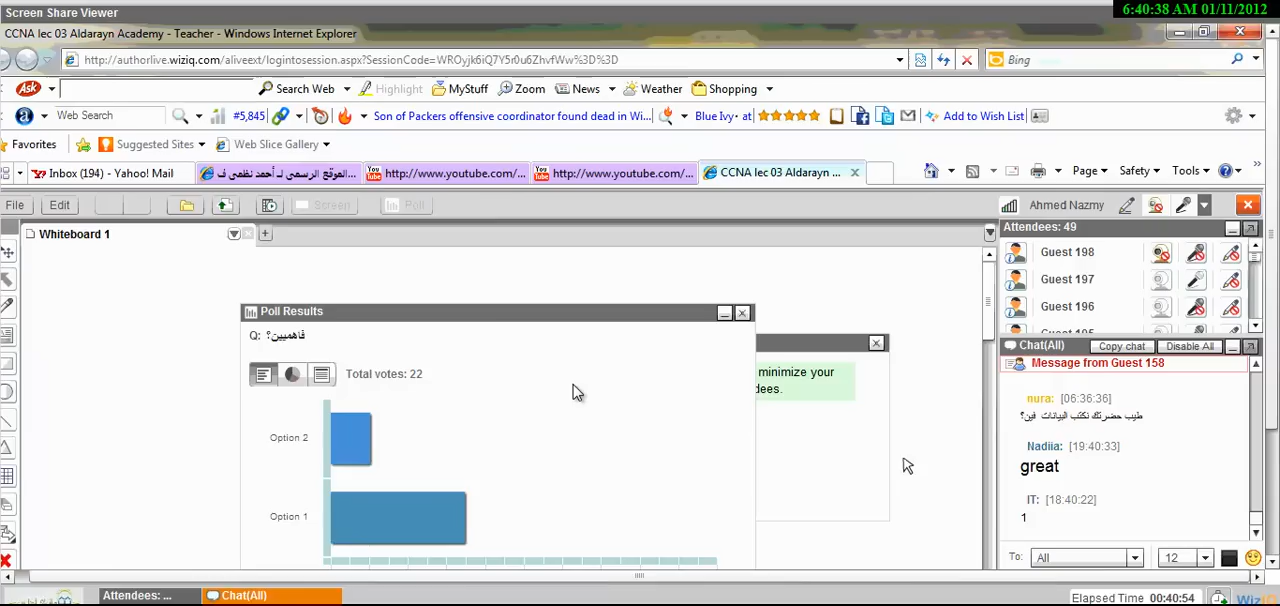 6:40:38 AM 01/11/2012
Screen Share Viewer
CCNA lec 03 Aldarayn Academy - Teacher - Windows Internet Explorer
http://authorlive.wiziq.com/aliveext/logintosession.aspx?SessionCode=WROyjk6iQ7Y5r0u6ZhvfWw%3D%3D
Bing
Ask
Search Web
Highlight
MyStuff
Zoom
News
Weather
Shopping
a
Web Search
#5,845
Son of Packers offensive coordinator found dead in Wi...
Blue Ivy• at
Add to Wish List
Favorites
Suggested Sites
Web Slice Gallery
Inbox (194) - Yahoo! Mail
الموقع الرسمى لـ أحمد نظمى ف...
http://www.youtube.com/...
http://www.youtube.com/...
CCNA lec 03 Aldarayn ...
Page
Safety
Tools
File
Edit
Screen
Poll
Ahmed Nazmy
Whiteboard 1
Attendees: 49
Guest 198
Guest 197
Guest 196
Poll Results
Q: فاهميين؟
Total votes: 22
Option 2
Option 1
minimize your
dees.
Chat(All)
Copy chat
Disable All
Message from Guest 158
nura: [06:36:36]
طيب حضرتك نكتب البيانات فين؟
Nadiia: [19:40:33]
great
IT: [18:40:22]
1
To:
All
12
Attendees: ...
Chat(All)
Elapsed Time 00:40:54
WizIQ